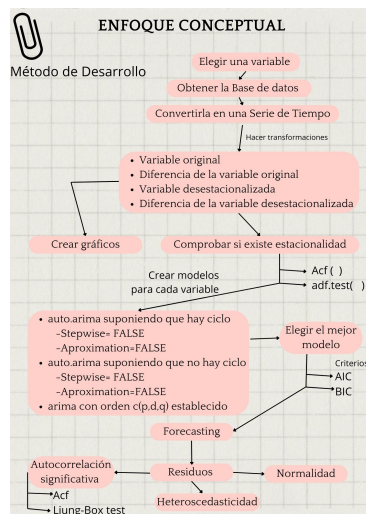 ENFOQUE CONCEPTUAL
Método de Desarrollo
Elegir una variable
Obtener la Base de datos
Convertirla en una Serie de Tiempo
Hacer transformaciones
• Variable original
• Diferencia de la variable original
• Variable desestacionalizada
• Diferencia de la variable desestacionalizada
Crear gráficos
Comprobar si existe estacionalidad
Acf ( )
adf.test( )
Crear modelos
para cada variable
• auto.arima suponiendo que hay ciclo
-Stepwise= FALSE
-Aproximation=FALSE
• auto.arima suponiendo que no hay ciclo
-Stepwise= FALSE
-Aproximation=FALSE
• arima con orden c(p,d,q) establecido
Elegir el mejor
modelo
Criterios
AIC
BIC
Forecasting
Autocorrelación
significativa
Acf
Ljung-Box test
Residuos
Normalidad
Heteroscedasticidad